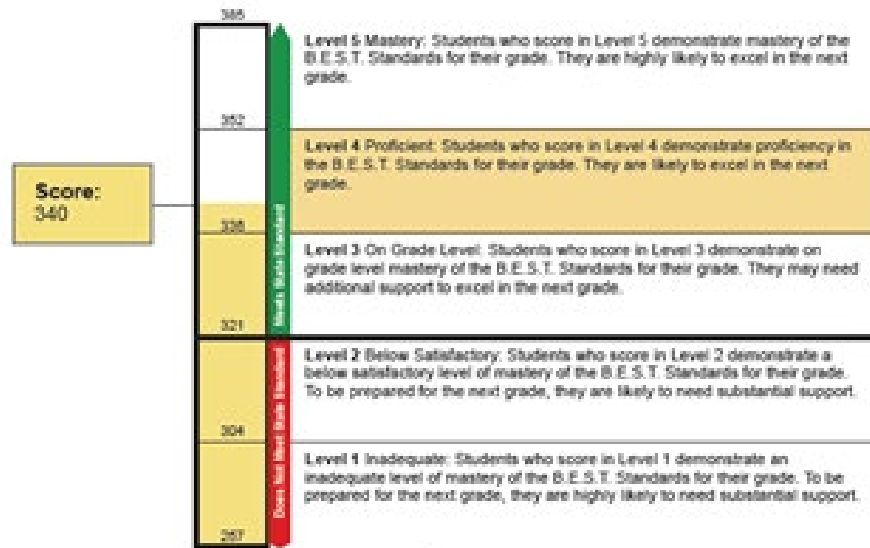 385
Level 5 Mastery: Students who score in Level 5 demonstrate mastery of the
B.E.S.T. Standards for their grade. They are highly likely to excel in the next
grade.
352
Level 4 Proficient: Students who score in Level 4 demonstrate proficiency in
the B.E.S.T. Standards for their grade. They are likely to excel in the next
grade.
Score:
340
Meets State Standard
Level 3 On Grade Level: Students who score in Level 3 demonstrate on
grade level mastery of the B.E.S.T. Standards for their grade. They may need
additional support to excel in the next grade.
321
Level 2 Below Satisfactory: Students who score in Level 2 demonstrate a
below satisfactory level of mastery of the B.E.S.T. Standards for their grade.
To be prepared for the next grade, they are likely to need substantial support.
Does Not Meet State Standard
304
Level 1 Inadequate: Students who score in Level 1 demonstrate an
inadequate level of mastery of the B.E.S.T. Standards for their grade. To be
prepared for the next grade, they are highly likely to need substantial support.